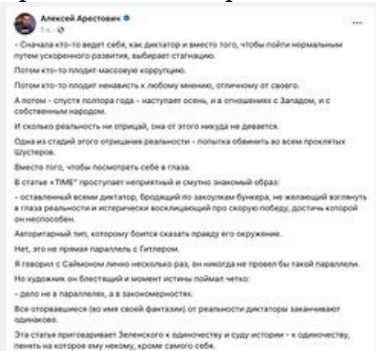 Алексей Арестович
1 ч. ·
- Сначала кто-то ведет себя, как диктатор и вместо того, чтобы пойти нормальным
путем ускоренного развития, выбирает стагнацию.
Потом кто-то плодит массовую коррупцию.
Потом кто-то плодит ненависть к любому мнению, отличному от своего.
А потом - спустя полтора года - наступает осень, и в отношениях с Западом, и с
собственным народом.
И сколько реальность ни отрицай, она от этого никуда не девается.
Одна из стадий этого отрицания реальности - попытка обвинить во всем проклятых
Шустеров.
Вместо того, чтобы посмотреть себе в глаза.
В статье «TIME» проступает неприятный и смутно знакомый образ:
- оставленный всеми диктатор, бродящий по закоулкам бункера, не желающий взглянуть
в глаза реальности и истерически восклицающий про скорую победу, достичь которой
он неспособен.
Авторитарный тип, которому боится сказать правду его окружение.
Нет, это не прямая параллель с Гитлером.
Я говорил с Саймоном лично несколько раз, он никогда не провел бы такой параллели.
Но художник он блестящий и момент истины поймал четко:
- дело не в параллелях, а в закономерностях.
Все оторвавшиеся (во имя своей фантазии) от реальности диктаторы заканчивают
одинаково.
Эта статья приговаривает Зеленского к одиночеству и суду истории - к одиночеству,
пенять на которое ему некому, кроме самого себя.